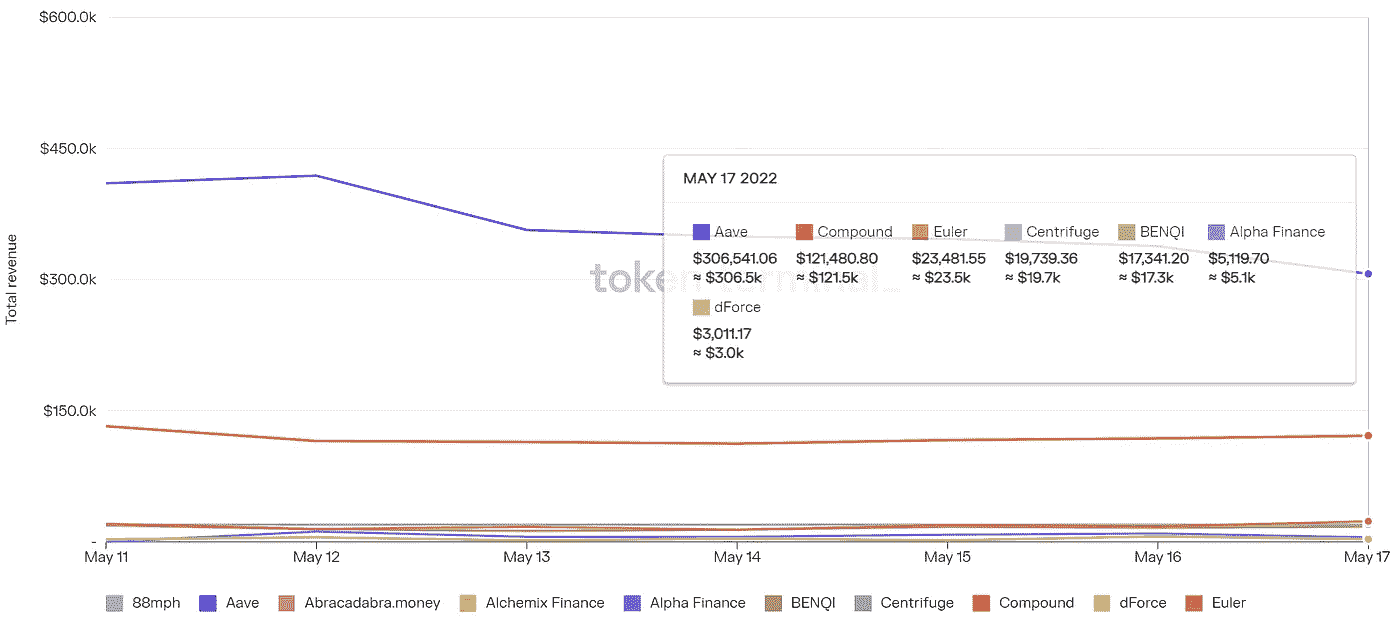 $600.0k
$450.0k
$300.0k
$150.0k
-
Total revenue
token terminal_
MAY 17 2022
Aave Compound Euler Centrifuge BENQI Alpha Finance
$306,541.06 $121,480.80 $23,481.55 $19,739.36 $17,341.20 $5,119.70
≈ $306.5k ≈ $121.5k ≈ $23.5k ≈ $19.7k ≈ $17.3k ≈ $5.1k
dForce
$3,011.17
≈ $3.0k
May 11 May 12 May 13 May 14 May 15 May 16 May 17
88mph Aave Abracadabra.money Alchemix Finance Alpha Finance BENQI Centrifuge Compound dForce Euler